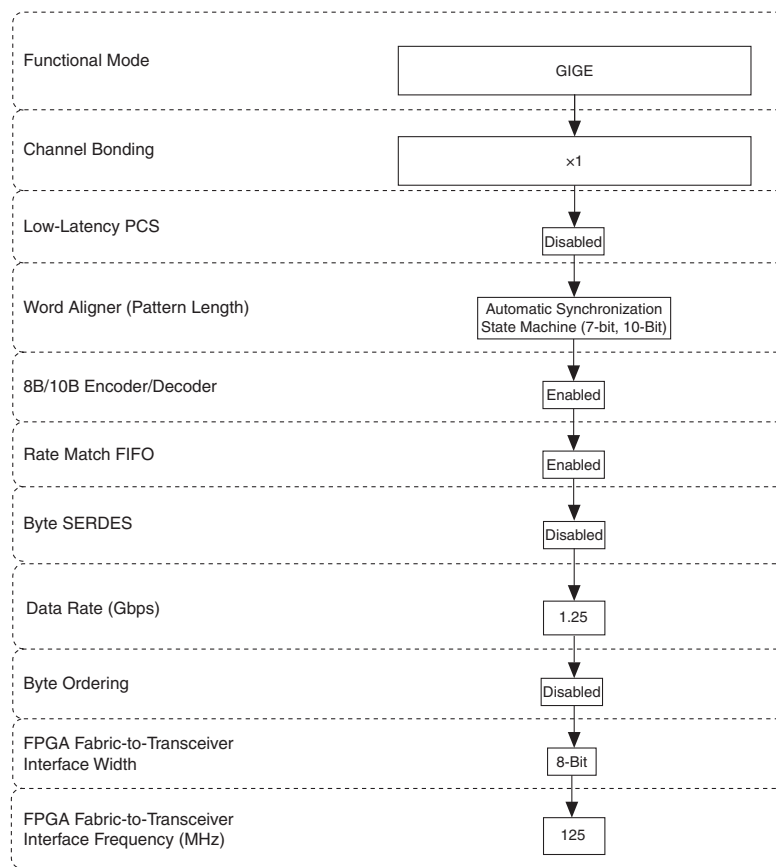 Functional Mode
GIGE
Channel Bonding
×1
Low-Latency PCS
Disabled
Word Aligner (Pattern Length)
Automatic Synchronization
State Machine (7-bit, 10-Bit)
8B/10B Encoder/Decoder
Enabled
Rate Match FIFO
Enabled
Byte SERDES
Disabled
Data Rate (Gbps)
1.25
Byte Ordering
Disabled
FPGA Fabric-to-Transceiver
Interface Width
8-Bit
FPGA Fabric-to-Transceiver
Interface Frequency (MHz)
125